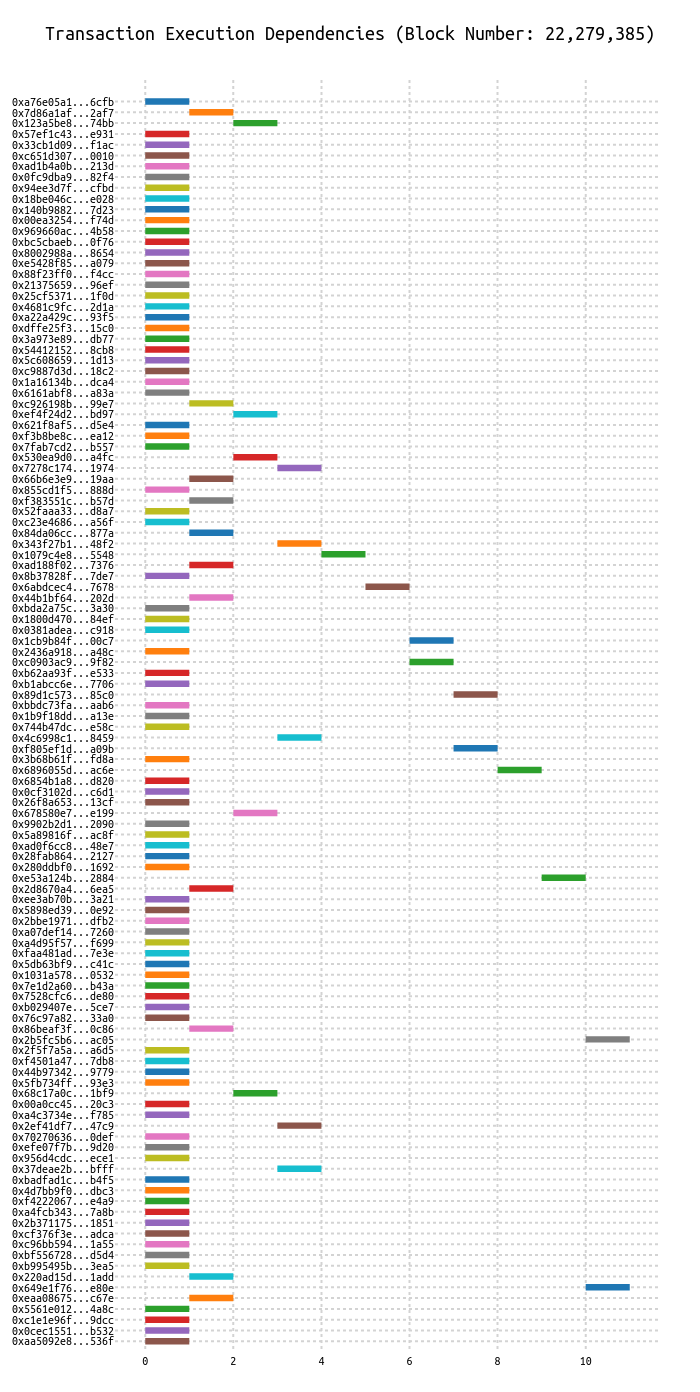 Transaction Execution Dependencies (Block Number: 22,279,385)
0xa76e05a1...6cfb
0x7d86a1af...2af7
0x123a5be8...74bb
0x57ef1c43...e931
0x33cb1d09...f1ac
0xc651d307...0010
0xad1b4a0b...213d
0x0fc9dba9...82f4
0x94ee3d7f...cfbd
0x18be046c...e028
0x140b9882...7d23
0x00ea3254...f74d
0x969660ac...4b58
0xbc5cbaeb...0f76
0x8002988a...8654
0xe5428f85...a079
0x88f23ff0...f4cc
0x21375659...96ef
0x25cf5371...1f0d
0x4681c9fc...2d1a
0xa22a429c...93f5
0xdffe25f3...15c0
0x3a973e89...db77
0x54412152...8cb8
0x5c608659...1d13
0xc9887d3d...18c2
0x1a16134b...dca4
0x6161abf8...a83a
0xc926198b...99e7
0xef4f24d2...bd97
0x621f8af5...d5e4
0xf3b8be8c...ea12
0x7fab7cd2...b557
0x530ea9d0...a4fc
0x7278c174...1974
0x66b6e3e9...19aa
0x855cd1f5...888d
0xf383551c...b57d
0x52faaa33...d8a7
0xc23e4686...a56f
0x84da06cc...877a
0x343f27b1...48f2
0x1079c4e8...5548
0xad188f02...7376
0x8b37828f...7de7
0x6abdcec4...7678
0x44b1bf64...202d
0xbda2a75c...3a30
0x1800d470...84ef
0x0381adea...c918
0x1cb9b84f...00c7
0x2436a918...a48c
0xc0903ac9...9f82
0xb62aa93f...e533
0xb1abcc6e...7706
0x89d1c573...85c0
0xbbdc73fa...aab6
0x1b9f18dd...a13e
0x744b47dc...e58c
0x4c6998c1...8459
0xf805ef1d...a09b
0x3b68b61f...fd8a
0x6896055d...ac6e
0x6854b1a8...d820
0x0cf3102d...c6d1
0x26f8a653...13cf
0x678580e7...e199
0x9902b2d1...2090
0x5a89816f...ac8f
0xad0f6cc8...48e7
0x28fab864...2127
0x280ddbf0...1692
0xe53a124b...2884
0x2d8670a4...6ea5
0xee3ab70b...3a21
0x5898ed39...0e92
0x2bbe1971...dfb2
0xa07def14...7260
0xa4d95f57...f699
0xfaa481ad...7e3e
0x5db63bf9...c41c
0x1031a578...0532
0x7e1d2a60...b43a
0x7528cfc6...de80
0xb029407e...5ce7
0x76c97a82...33a0
0x86beaf3f...0c86
0x2b5fc5b6...ac05
0x2f5f7a5a...a6d5
0xf4501a47...7db8
0x44b97342...9779
0x5fb734ff...93e3
0x68c17a0c...1bf9
0x00a0cc45...20c3
0xa4c3734e...f785
0x2ef41df7...47c9
0x70270636...0def
0xefe07f7b...9d20
0x956d4cdc...ece1
0x37deae2b...bfff
0xbadfad1c...b4f5
0x4d7bb9f0...dbc3
0xf4222067...e4a9
0xa4fcb343...7a8b
0x2b371175...1851
0xcf376f3e...adca
0xc96bb594...1a55
0xbf556728...d5d4
0xb995495b...3ea5
0x220ad15d...1add
0x649e1f76...e80e
0xeaa08675...c67e
0x5561e012...4a8c
0xc1e1e96f...9dcc
0x0cec1551...b532
0xaa5092e8...536f
0 2 4 6 8 10